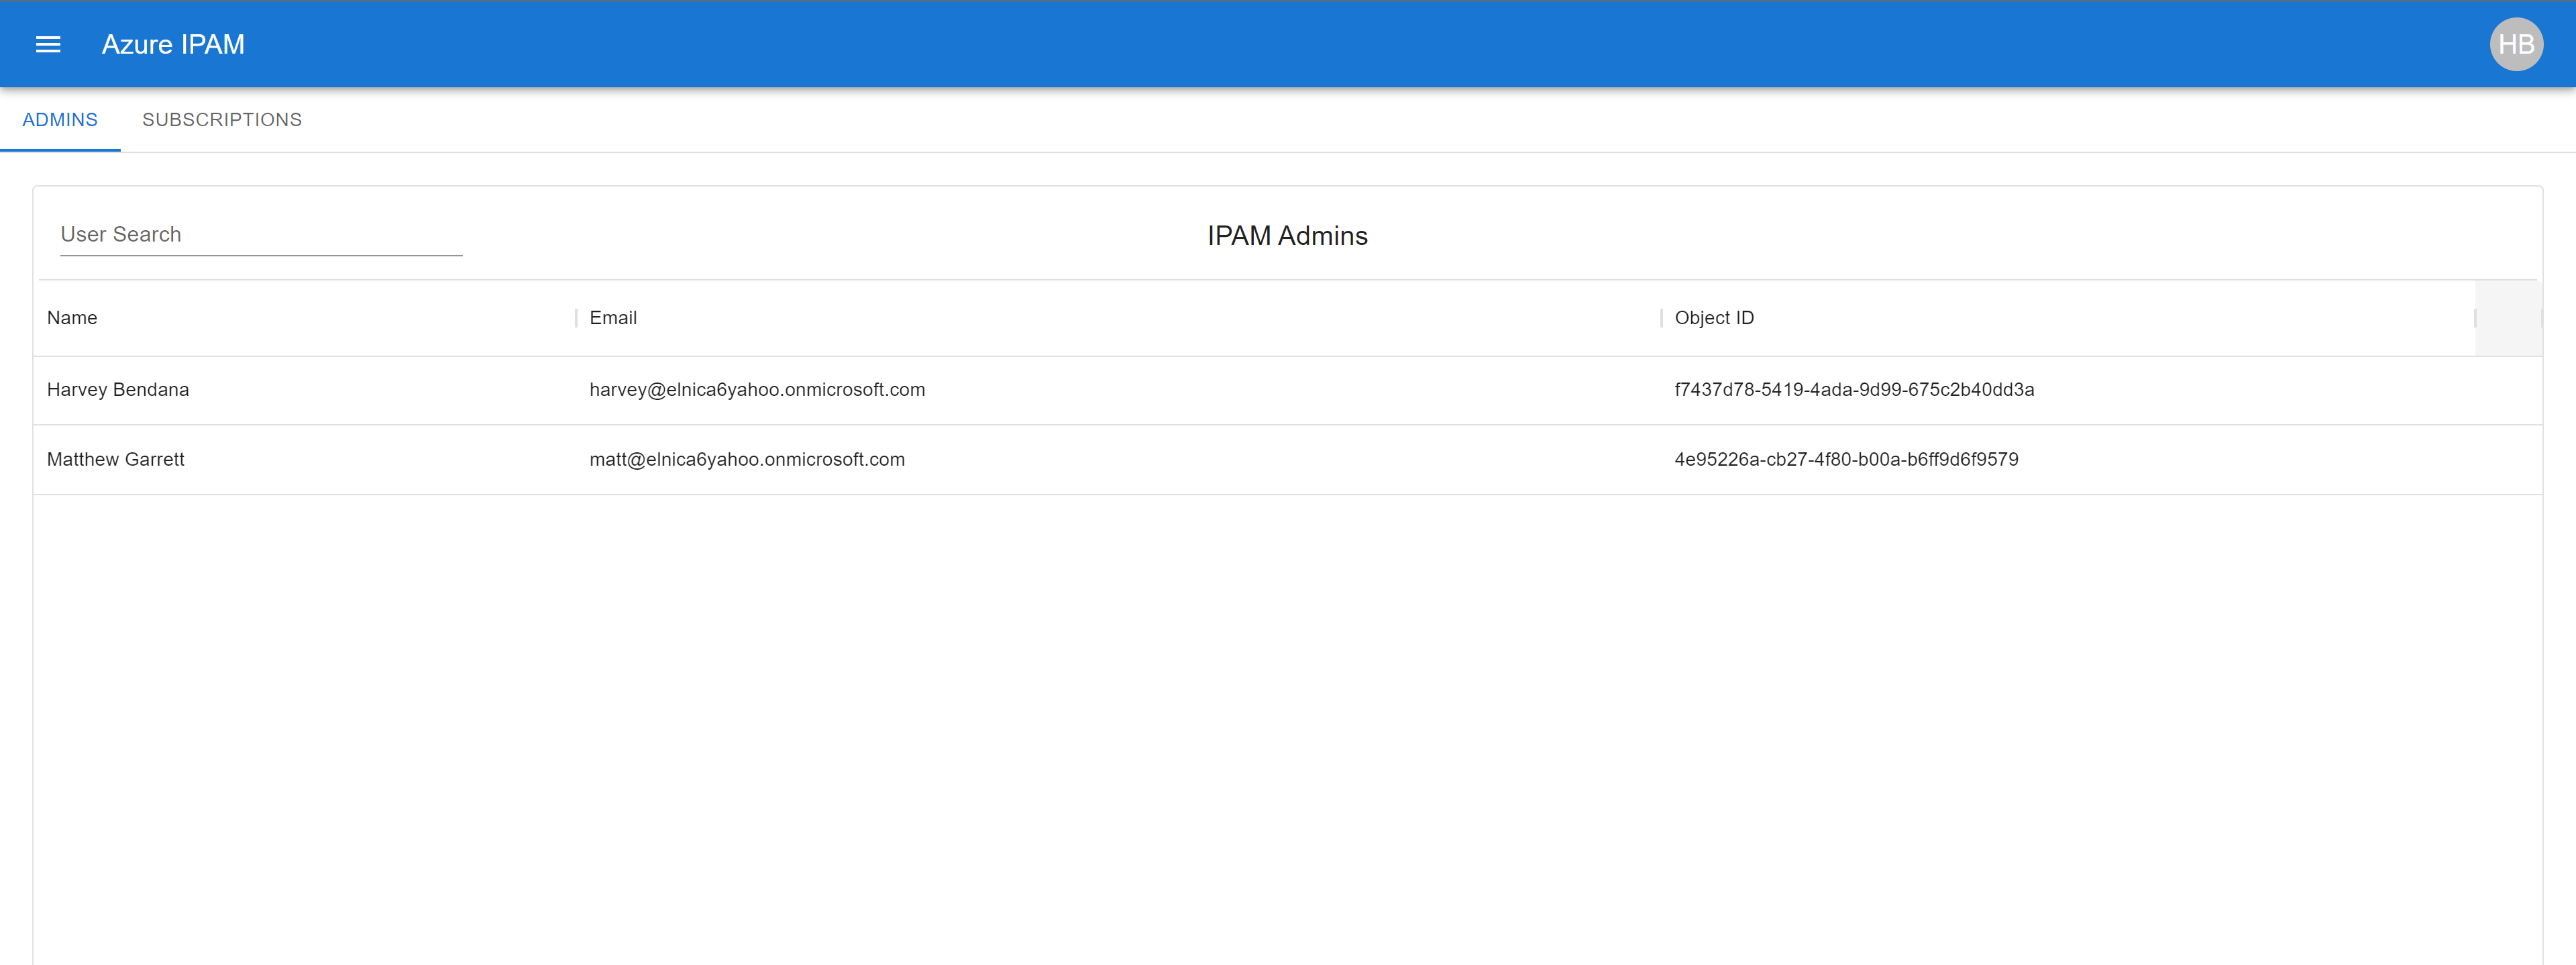 Azure IPAM
HB
ADMINS SUBSCRIPTIONS
User Search
IPAM Admins
Name Email Object ID
Harvey Bendana harvey@elnica6yahoo.onmicrosoft.com f7437d78-5419-4ada-9d99-675c2b40dd3a
Matthew Garrett matt@elnica6yahoo.onmicrosoft.com 4e95226a-cb27-4f80-b00a-b6ff9d6f9579